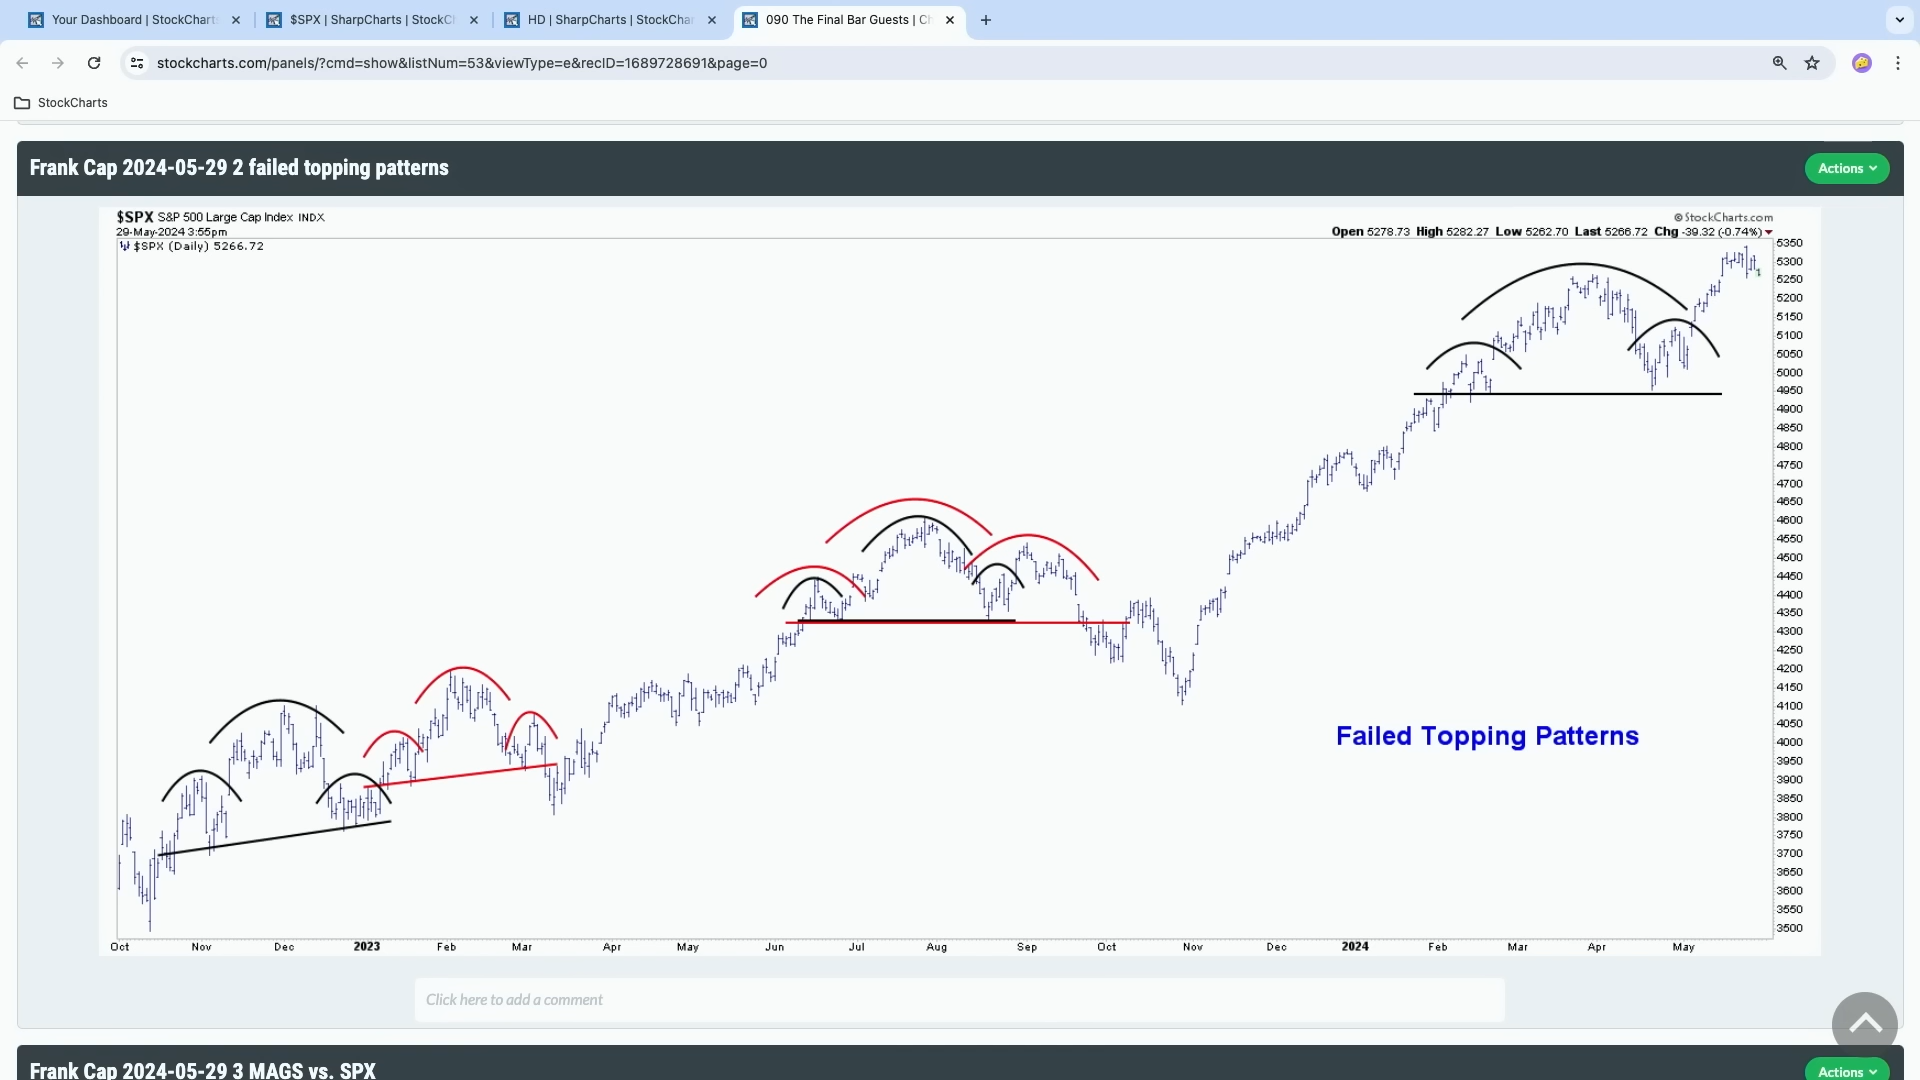 Your Dashboard | StockChart
$SPX | SharpCharts | StockC
HD | SharpCharts | StockChar
090 The Final Bar Guests | C
stockcharts.com/panels/?cmd=show&listNum=53&viewType=e&recID=1689728691&page=0
StockCharts
Frank Cap 2024-05-29 2 failed topping patterns
Actions
$SPX S&P 500 Large Cap Index INDX
© StockCharts.com
29-May-2024 3:55pm
Open 5278.73 High 5282.27 Low 5262.70 Last 5266.72 Chg -39.32 (-0.74%)
$SPX (Daily) 5266.72
5350
5300
5250
5200
5150
5100
5050
5000
4950
4900
4850
4800
4750
4700
4650
4600
4550
4500
4450
4400
4350
4300
4250
4200
4150
4100
4050
4000
3950
3900
3850
3800
3750
3700
3650
3600
3550
3500
Failed Topping Patterns
Oct Nov Dec 2023 Feb Mar Apr May Jun Jul Aug Sep Oct Nov Dec 2024 Feb Mar Apr May
Click here to add a comment
Frank Cap 2024-05-29 3 MAGS vs. SPX
Actions